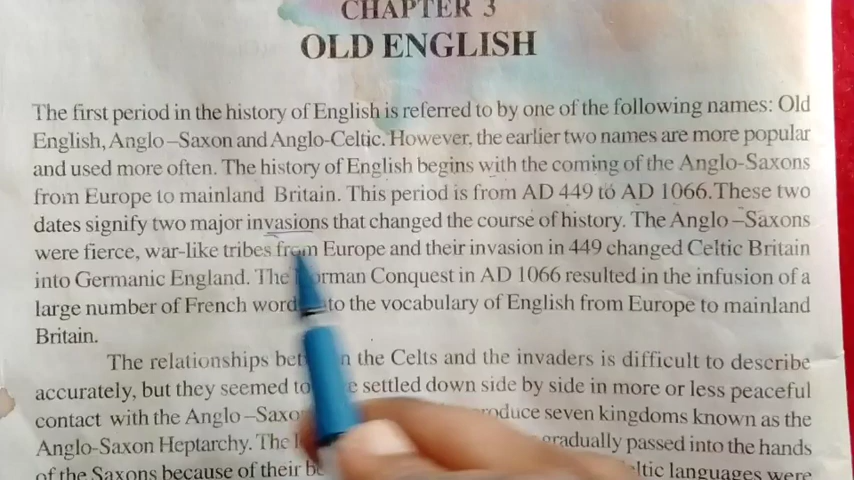 CHAPTER 3
OLD ENGLISH
The first period in the history of English is referred to by one of the following names: Old
English, Anglo –Saxon and Anglo-Celtic. However, the earlier two names are more popular
and used more often. The history of English begins with the coming of the Anglo-Saxons
from Europe to mainland Britain. This period is from AD 449 to AD 1066.These two
dates signify two major invasions that changed the course of history. The Anglo –Saxons
were fierce, war-like tribes from Europe and their invasion in 449 changed Celtic Britain
into Germanic England. The Norman Conquest in AD 1066 resulted in the infusion of a
large number of French words to the vocabulary of English from Europe to mainland
Britain.
The relationships between the Celts and the invaders is difficult to describe
accurately, but they seemed to settled down side by side in more or less peaceful
contact with the Anglo –Saxon produce seven kingdoms known as the
Anglo-Saxon Heptarchy. The gradually passed into the hands
of the Saxons because of their languages were